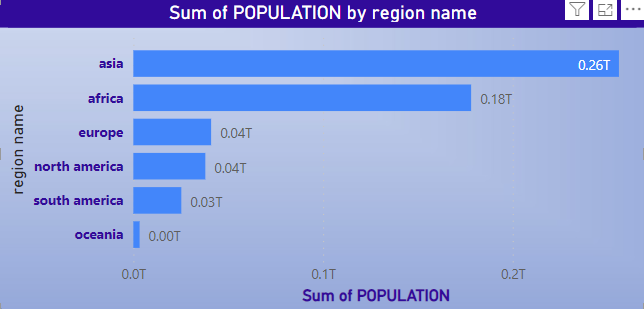 Sum of POPULATION by region name
asia
0.26T
africa
0.18T
europe
0.04T
north america
0.04T
south america
0.03T
oceania
0.00T
0.0T
0.1T
0.2T
Sum of POPULATION
region name